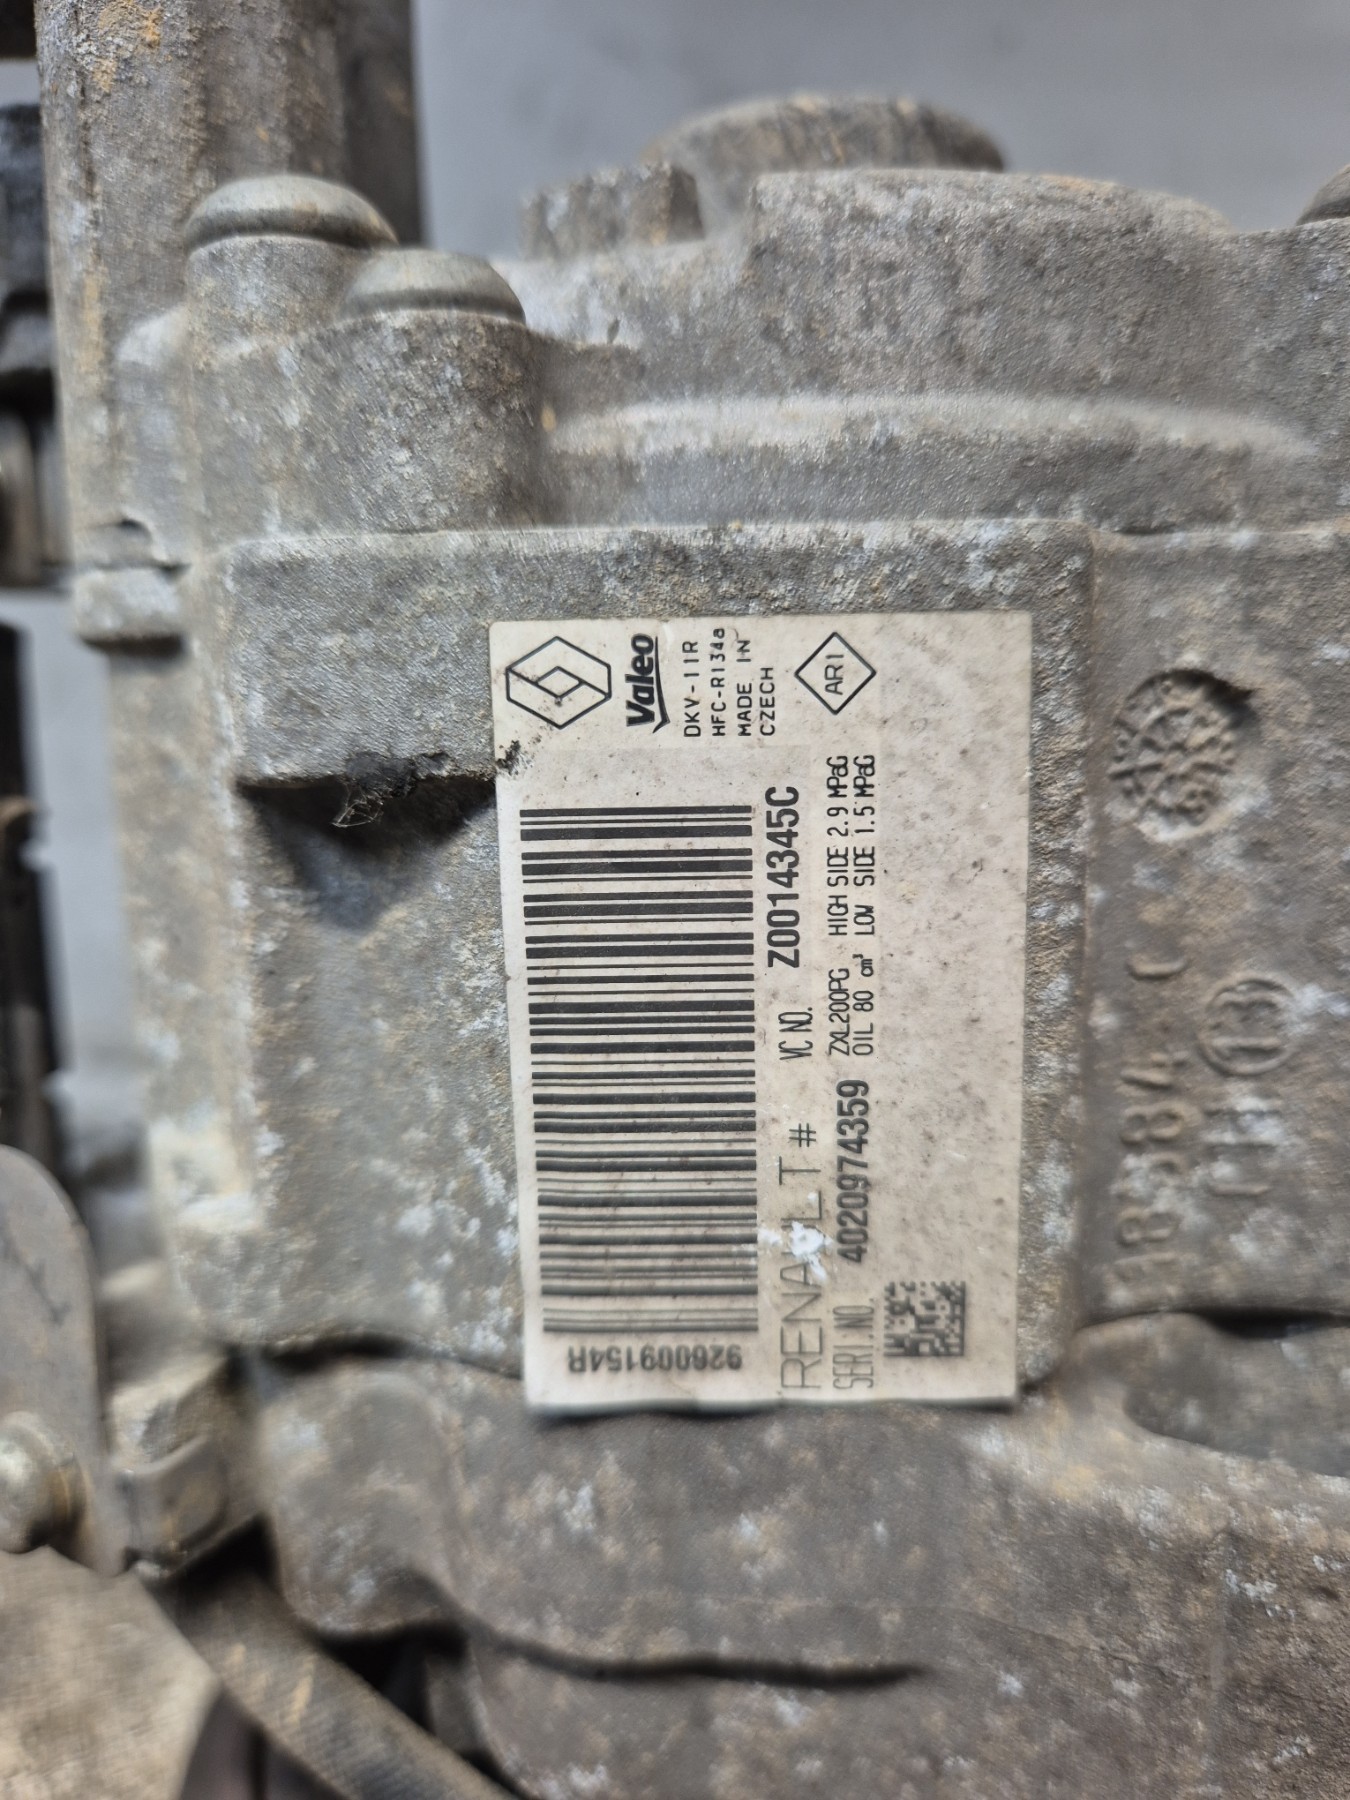 Valeo
DKV-11R
HFC-R134a
MADE IN
CZECH
AR1
926009154R
RENAULT #
VC NO. Z0014345C
SERI.NO. 4020974359
ZXL200PG HIGH SIDE 2.9 MPaG
OIL 80 cm³ LOW SIDE 1.5 MPaG
13